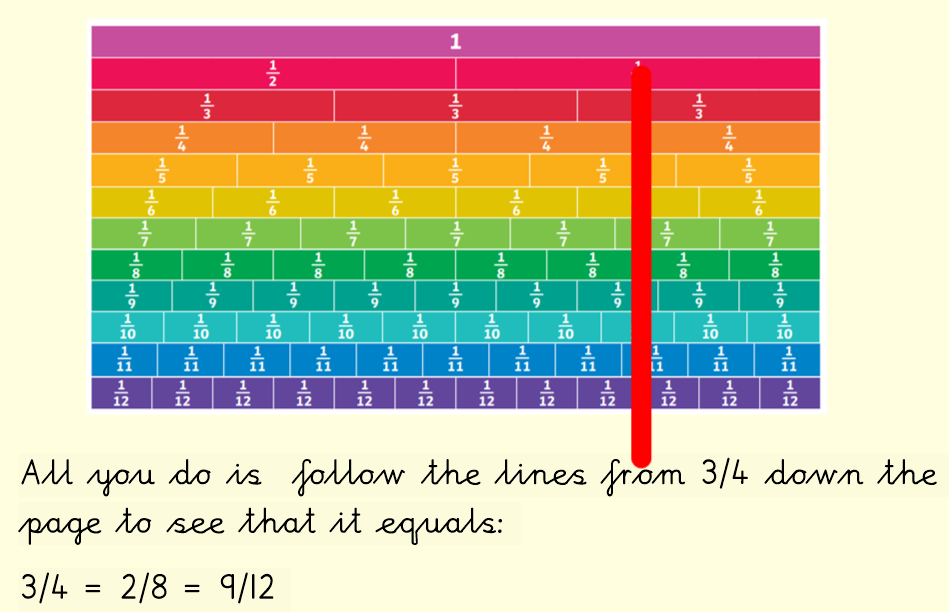 1
1/2 1
1/3 1/3 1/3
1/4 1/4 1/4 1/4
1/5 1/5 1/5 1/5 1/5
1/6 1/6 1/6 1/6 1/6
1/7 1/7 1/7 1/7 1/7 1/7 1/7
1/8 1/8 1/8 1/8 1/8 1/8 1/8 1/8
1/9 1/9 1/9 1/9 1/9 1/9 1/9 1/9 1/9
1/10 1/10 1/10 1/10 1/10 1/10 1/10 1/10 1/10
1/11 1/11 1/11 1/11 1/11 1/11 1/11 1/11 1/11 1/11 1/11
1/12 1/12 1/12 1/12 1/12 1/12 1/12 1/12 1/12 1/12 1/12 1/12
All you do is follow the lines from 3/4 down the
page to see that it equals:
3/4 = 2/8 = 9/12